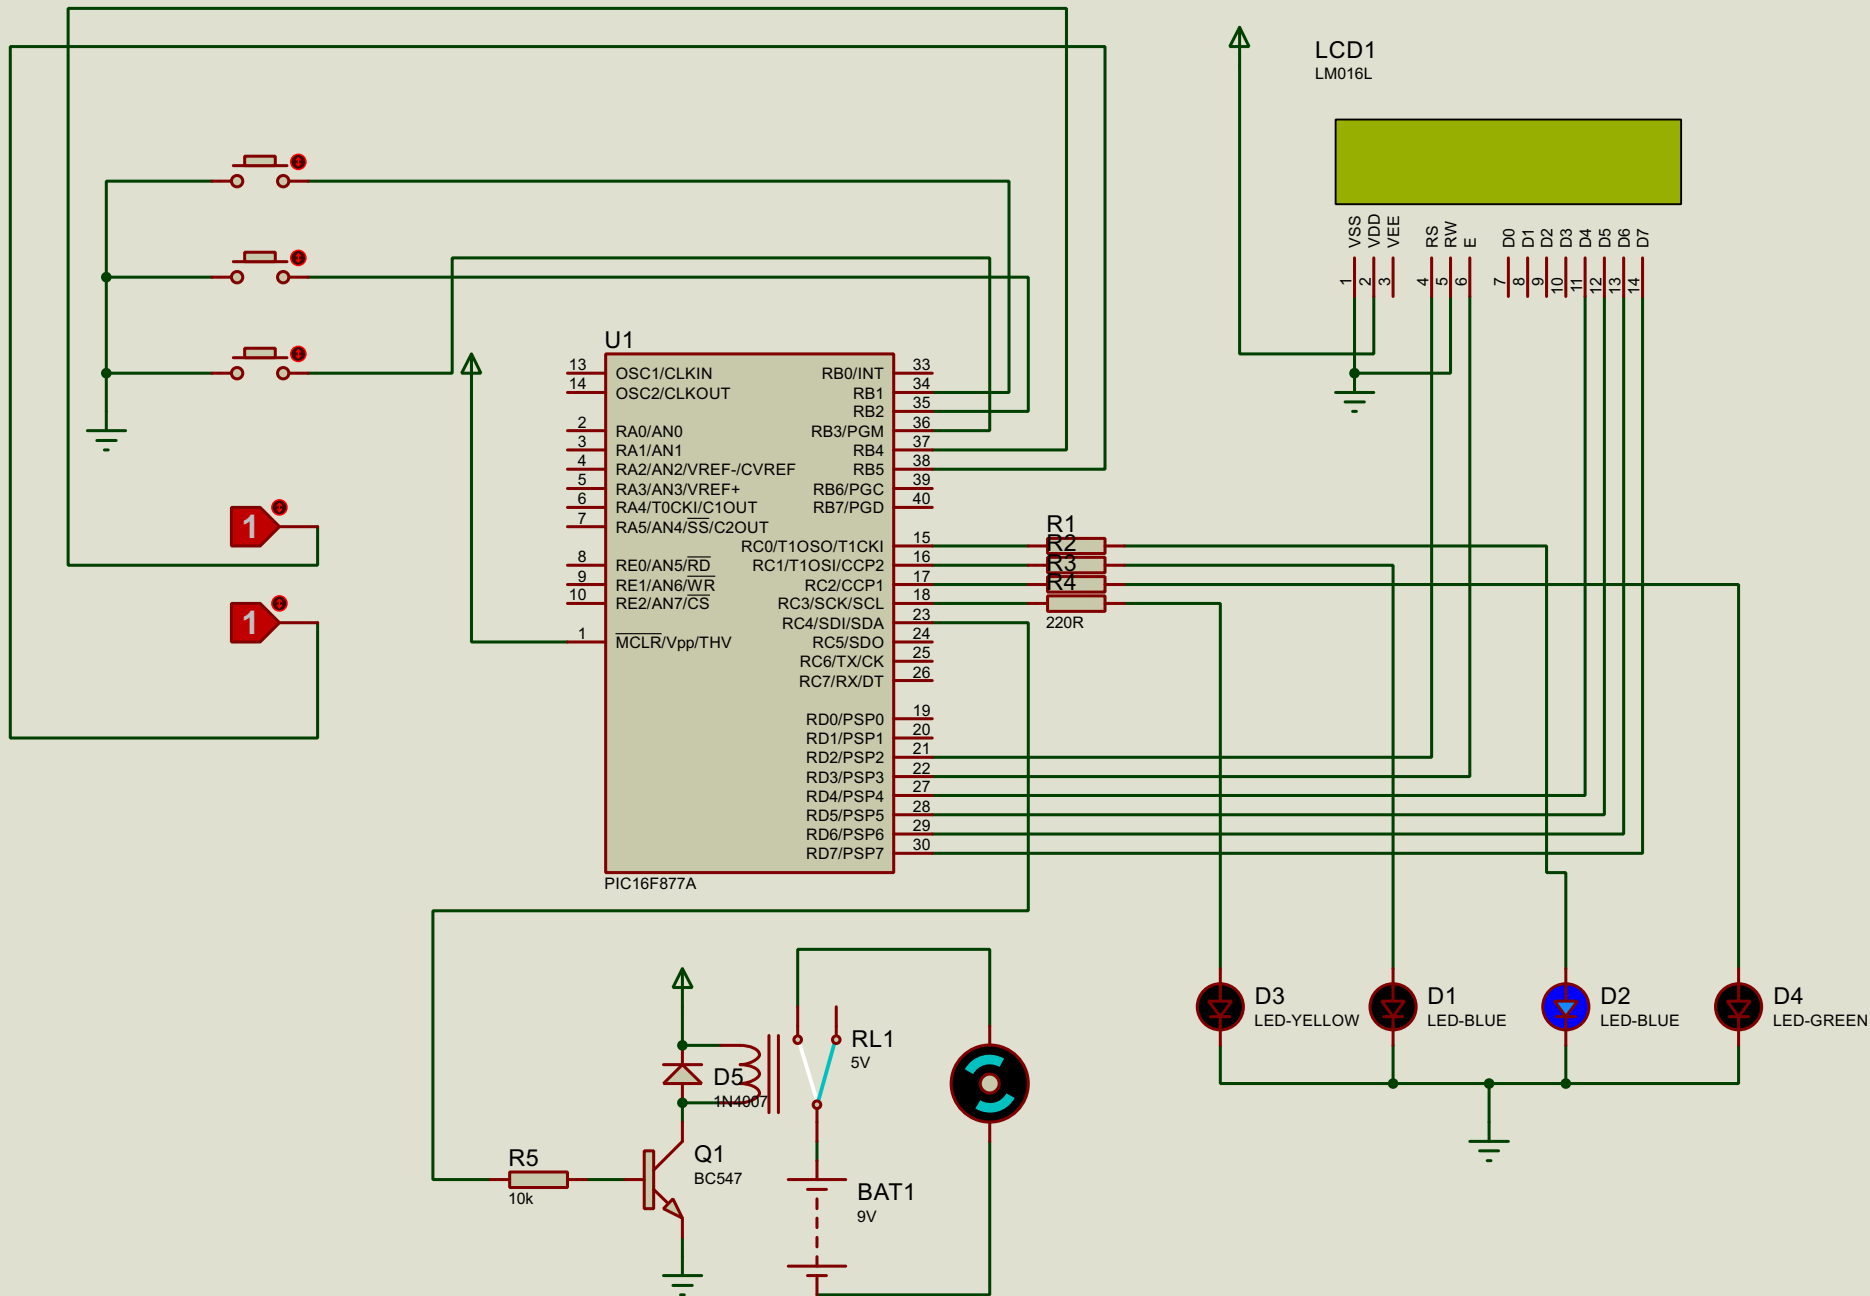 LCD1
LM016L
VSS
VDD
VEE
RS
RW
E
D0
D1
D2
D3
D4
D5
D6
D7
1
2
3
4
5
6
7
8
9
10
11
12
13
14
U1
13 OSC1/CLKIN
14 OSC2/CLKOUT
2 RA0/AN0
3 RA1/AN1
4 RA2/AN2/VREF-/CVREF
5 RA3/AN3/VREF+
6 RA4/T0CKI/C1OUT
7 RA5/AN4/SS/C2OUT
8 RE0/AN5/RD
9 RE1/AN6/WR
10 RE2/AN7/CS
1 MCLR/Vpp/THV
RB0/INT 33
RB1 34
RB2 35
RB3/PGM 36
RB4 37
RB5 38
RB6/PGC 39
RB7/PGD 40
RC0/T1OSO/T1CKI 15
RC1/T1OSI/CCP2 16
RC2/CCP1 17
RC3/SCK/SCL 18
RC4/SDI/SDA 23
RC5/SDO 24
RC6/TX/CK 25
RC7/RX/DT 26
RD0/PSP0 19
RD1/PSP1 20
RD2/PSP2 21
RD3/PSP3 22
RD4/PSP4 27
RD5/PSP5 28
RD6/PSP6 29
RD7/PSP7 30
PIC16F877A
1
1
R1
R2
R3
R4
220R
D3
LED-YELLOW
D1
LED-BLUE
D2
LED-BLUE
D4
LED-GREEN
RL1
5V
D5
1N4007
Q1
BC547
R5
10k
BAT1
9V